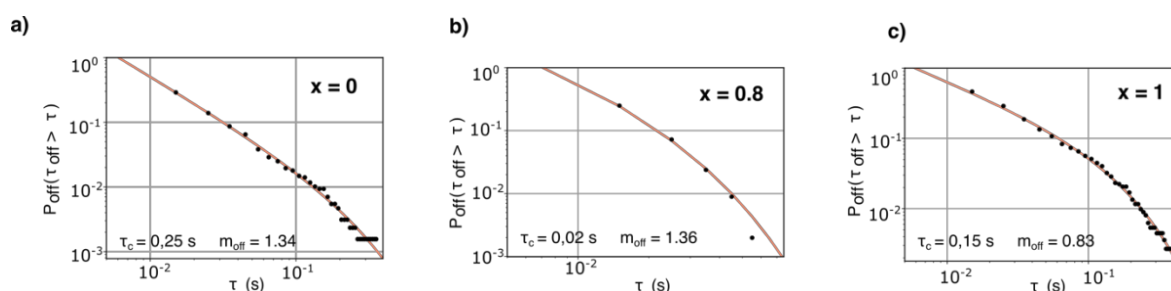 a)
10^0
10^-1
10^-2
10^-3
P_off(τ_off > τ)
x = 0
τ_c = 0,25 s m_off = 1.34
10^-2 10^-1
τ (s)
b)
10^0
10^-1
10^-2
10^-3
P_off(τ_off > τ)
x = 0.8
τ_c = 0,02 s m_off = 1.36
10^-2
τ (s)
c)
10^0
10^-1
10^-2
P_off(τ_off > τ)
x = 1
τ_c = 0,15 s m_off = 0.83
10^-2 10^-1
τ (s)